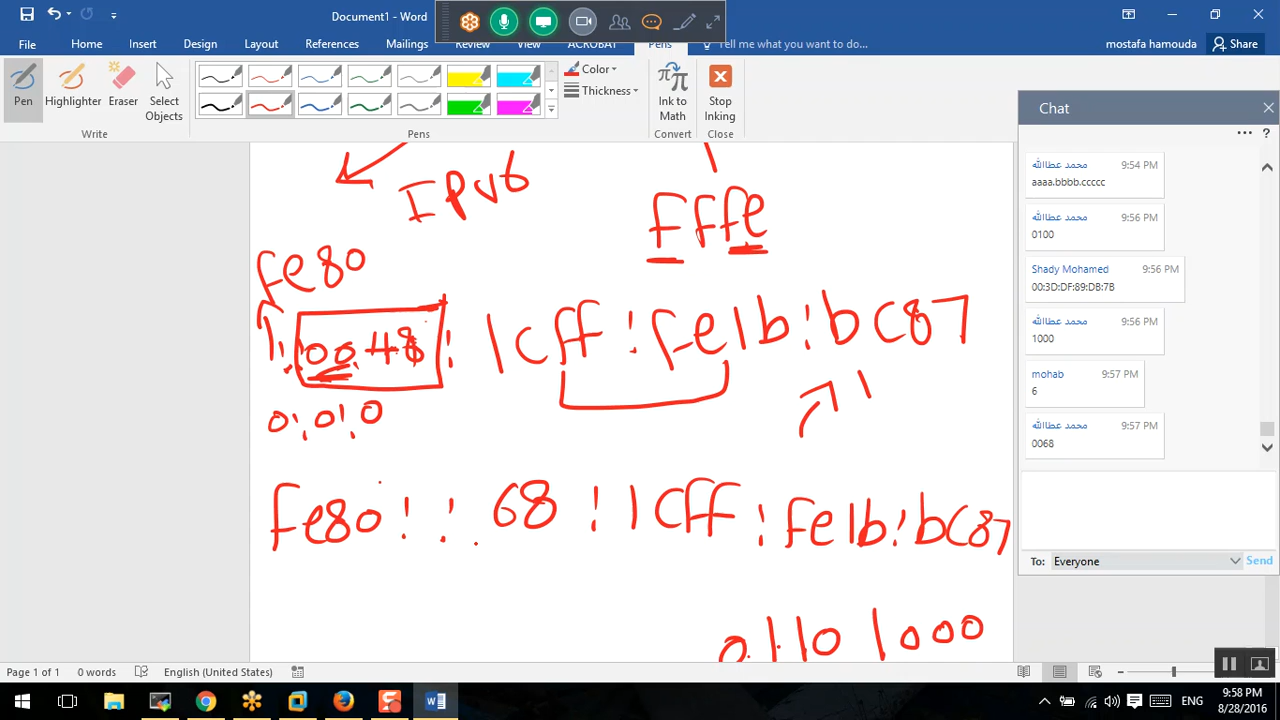 Document1 - Word
File Home Insert Design Layout References Mailings Review View ACROBAT Pens Tell me what you want to do... mostafa hamouda Share
Pen Highlighter Eraser Select Objects
Color
Thickness
Ink to Math
Stop Inking
Write Pens Convert Close
Chat
محمد عطاالله 9:54 PM
aaaa.bbbb.ccccc
محمد عطاالله 9:56 PM
0100
Shady Mohamed 9:56 PM
00:3D:DF:89:DB:7B
محمد عطاالله 9:56 PM
1000
mohab 9:57 PM
6
محمد عطاالله 9:57 PM
0068
To: Everyone Send
IPv6
fffe
fe80
:: 0048 : 1cff : fe1b : bc87
0:0:0
fe80 : : 68 : 1cff : fe1b : bc87
0110 1000
Page 1 of 1 0 words English (United States)
ENG 9:58 PM
8/28/2016